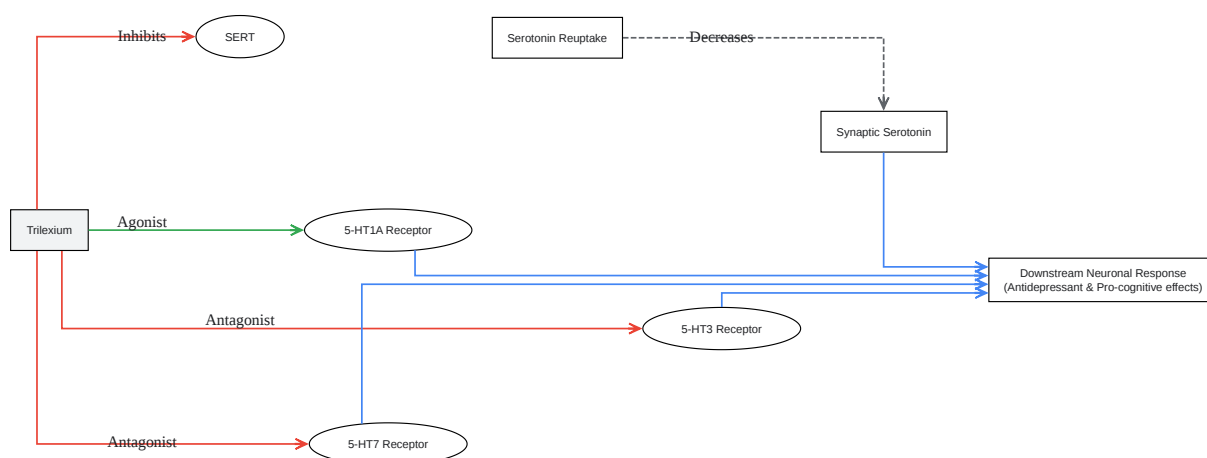 Inhibits
SERT
Serotonin Reuptake
Decreases
Synaptic Serotonin
Trilexium
Agonist
5-HT1A Receptor
Downstream Neuronal Response
(Antidepressant & Pro-cognitive effects)
Antagonist
5-HT3 Receptor
Antagonist
5-HT7 Receptor